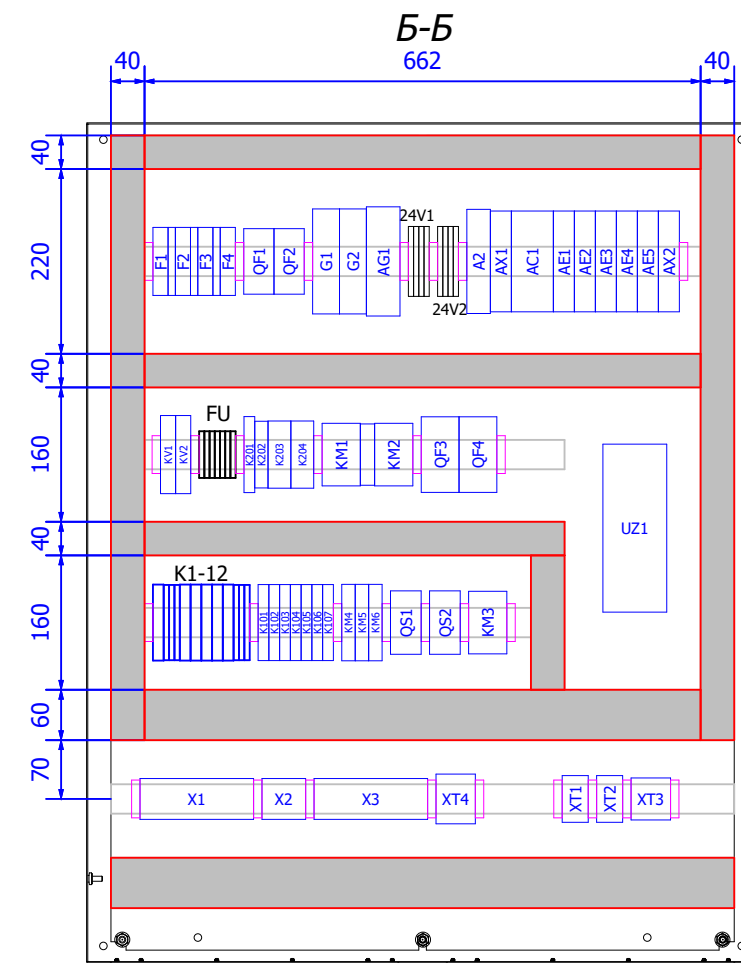 Б-Б
40 662 40
40
220
F1 F2 F3 F4 QF1 QF2 G1 G2 AG1 24V1 24V2 A2 AX1 AC1 AE1 AE2 AE3 AE4 AE5 AX2
40
160
KV1 KV2 FU K201 K202 K203 K204 KM1 KM2 QF3 QF4 UZ1
40
160
K1-12 K101 K102 K103 K104 K105 K106 K107 KM4 KM5 KM6 QS1 QS2 KM3
60
70
X1 X2 X3 XT4 XT1 XT2 XT3